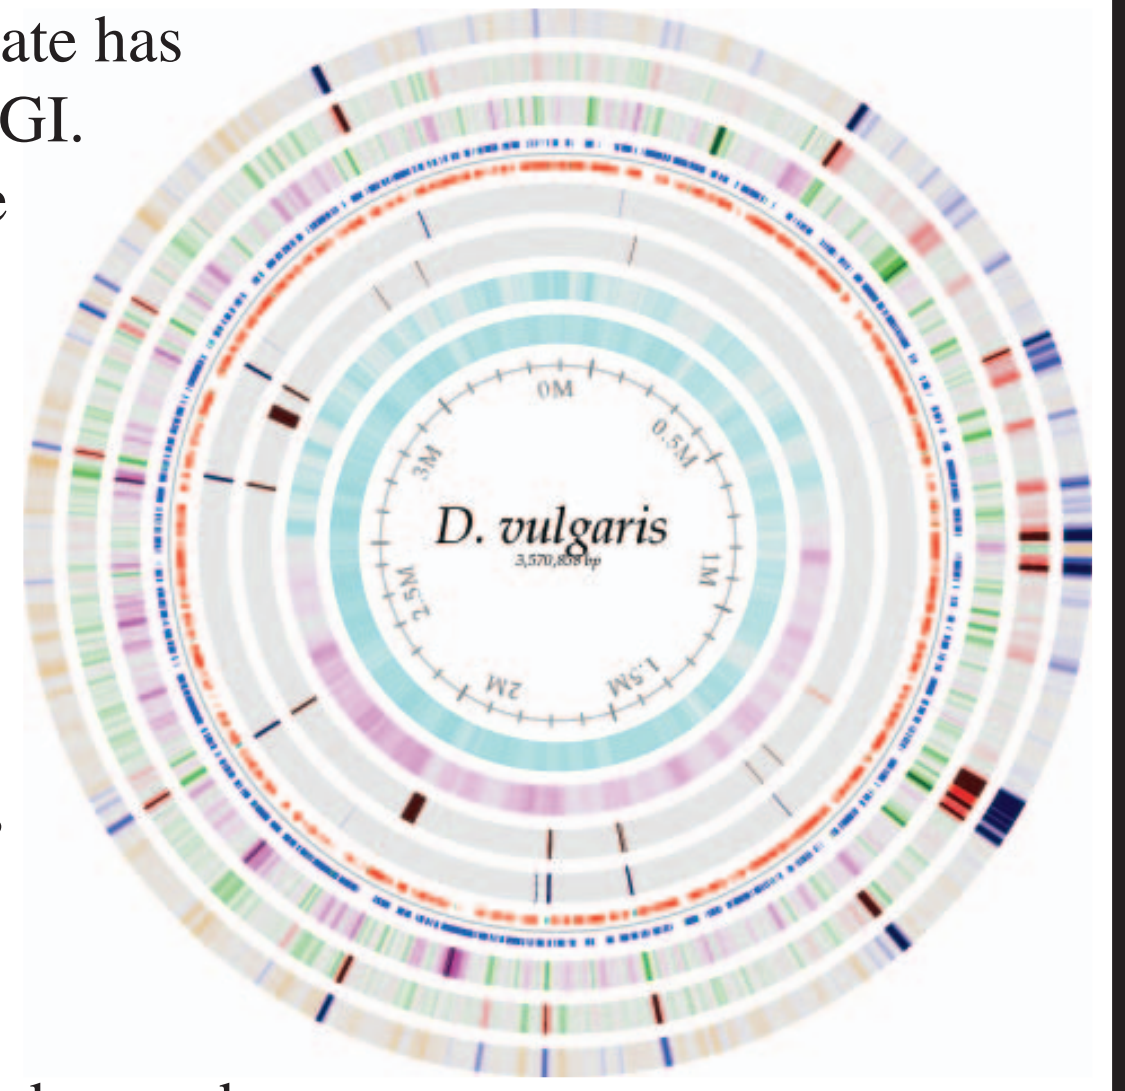 ate has
GI.
e
0M
0.5M
3M
D. vulgaris
3,570,858 bp
1M
2.5M
1.5M
2M